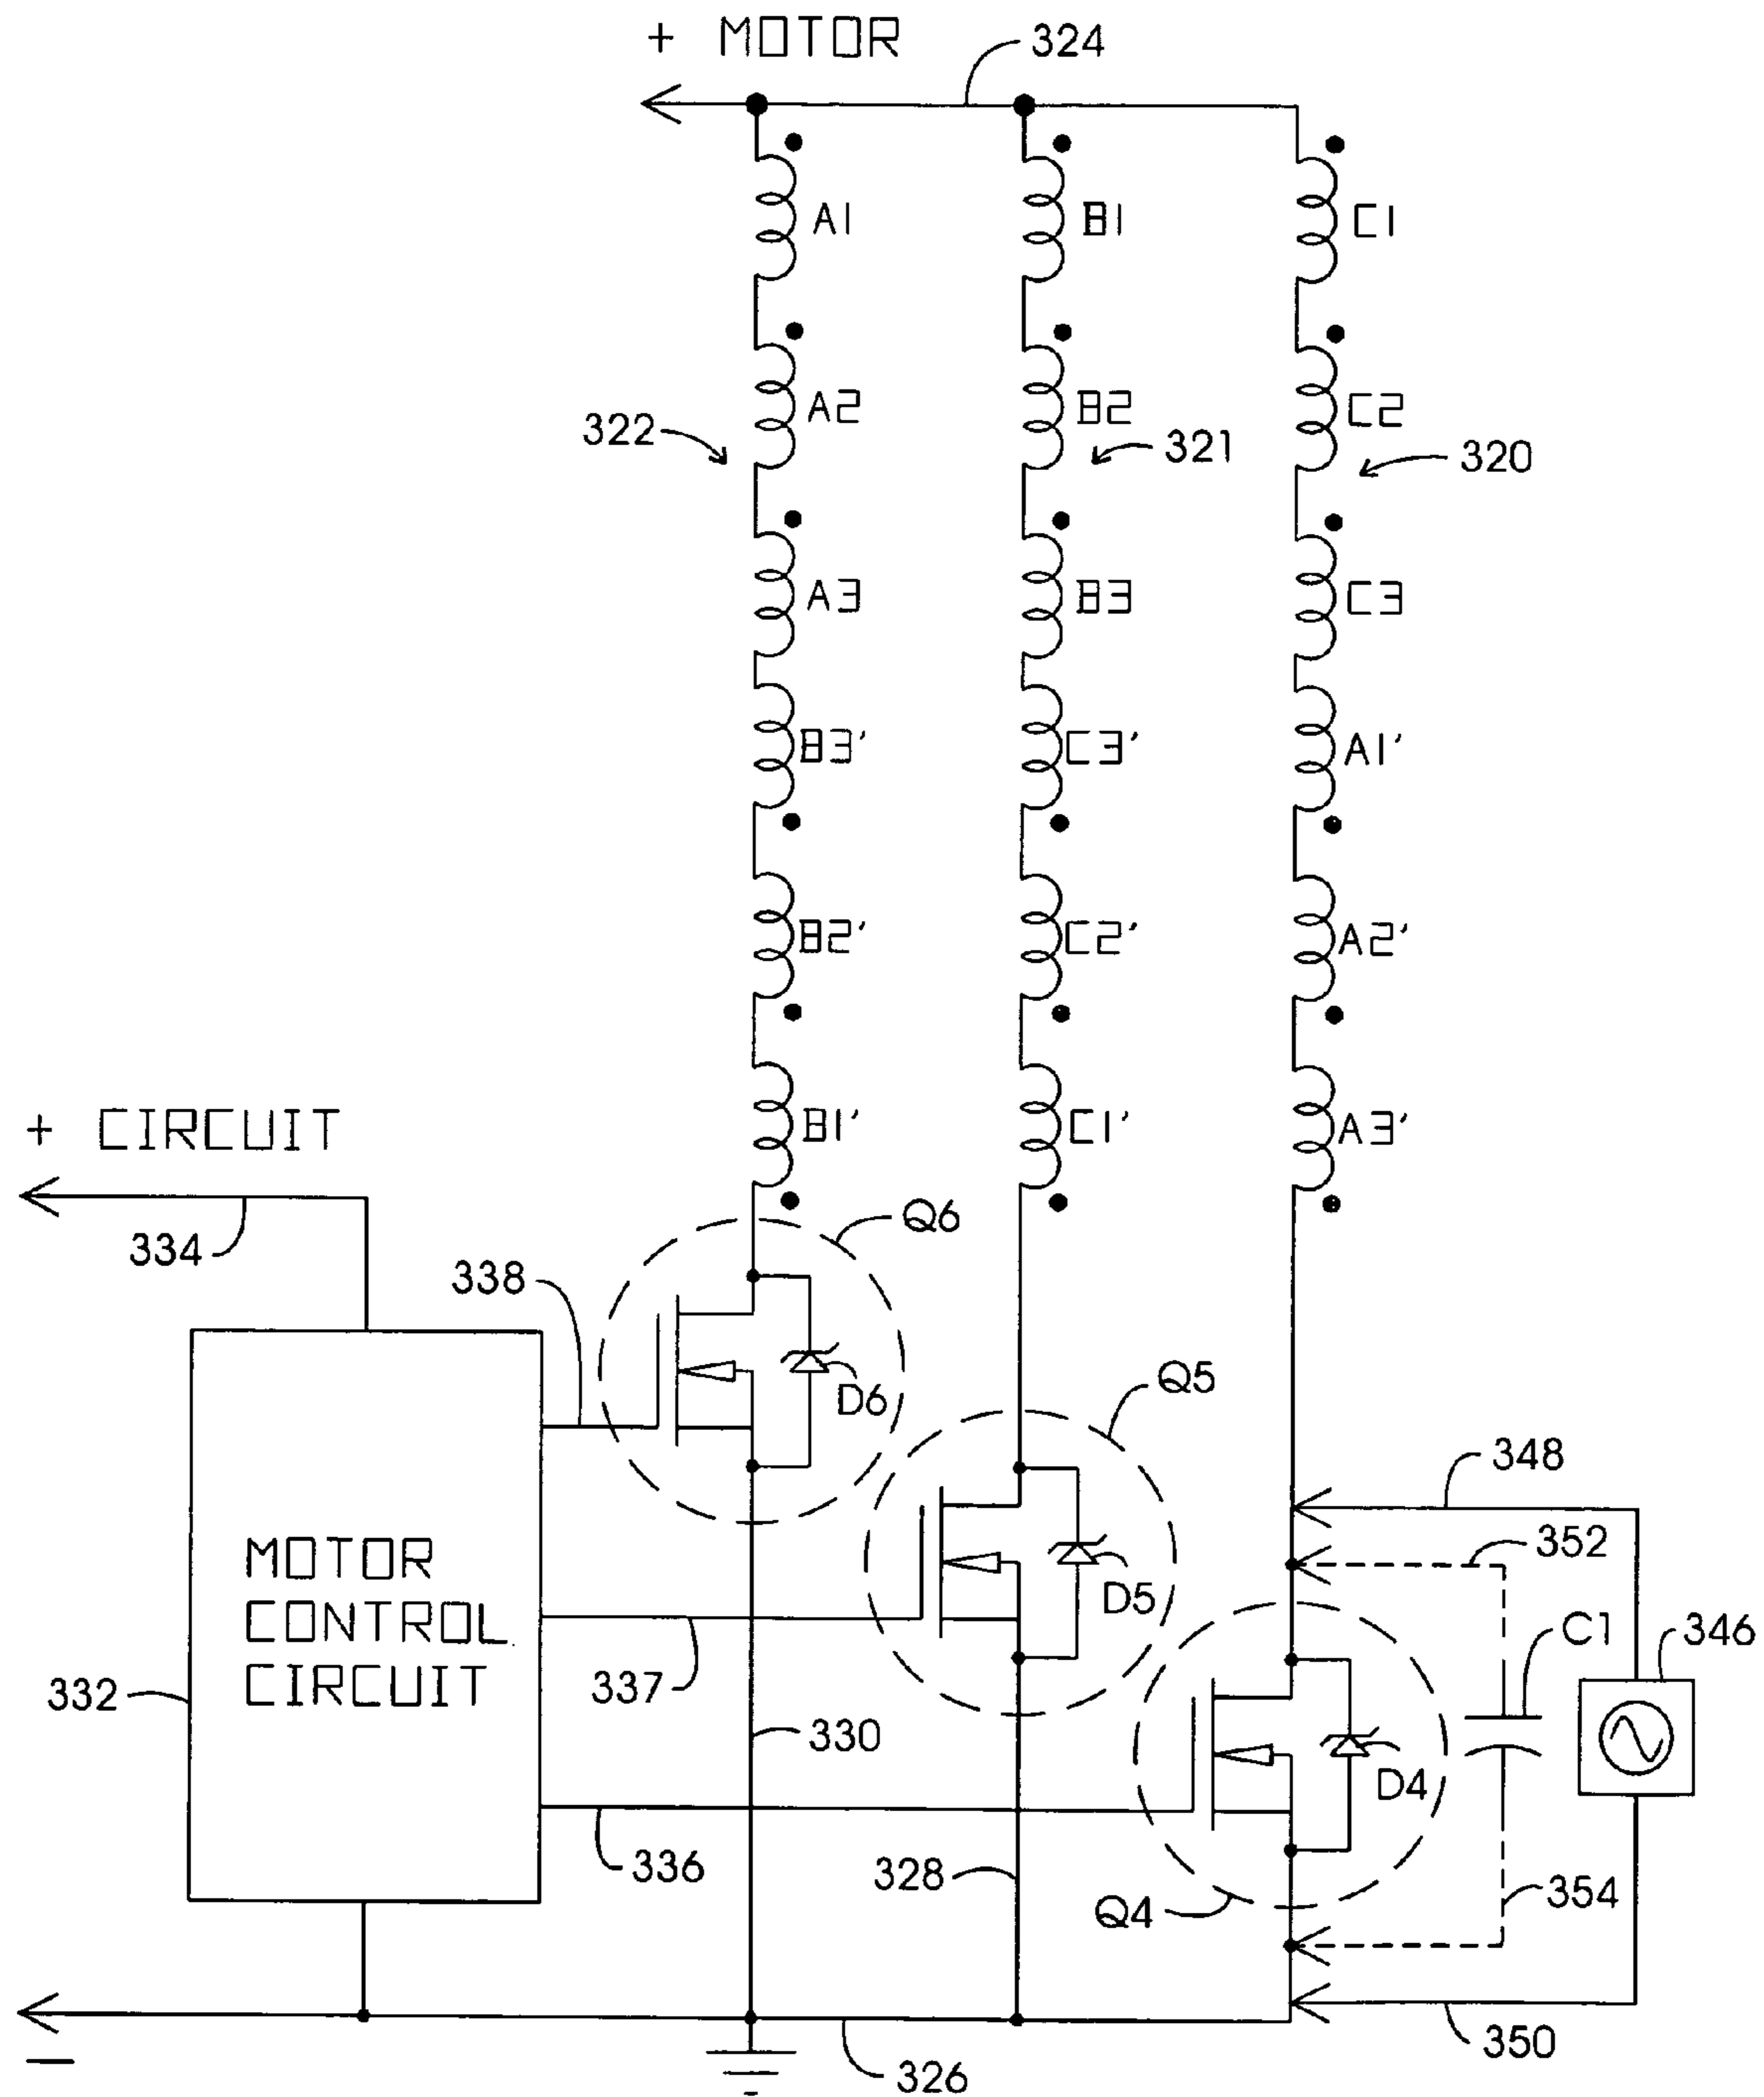 + MOTOR
324
A1
B1
C1
A2
B2
C2
322
321
320
A3
B3
C3
B3'
C3'
A1'
B2'
C2'
A2'
+ CIRCUIT
B1'
C1'
A3'
Q6
334
338
Q5
D6
348
352
MOTOR
CONTROL
CIRCUIT
D5
C1
346
332
337
330
D4
336
328
354
Q4
350
326
−